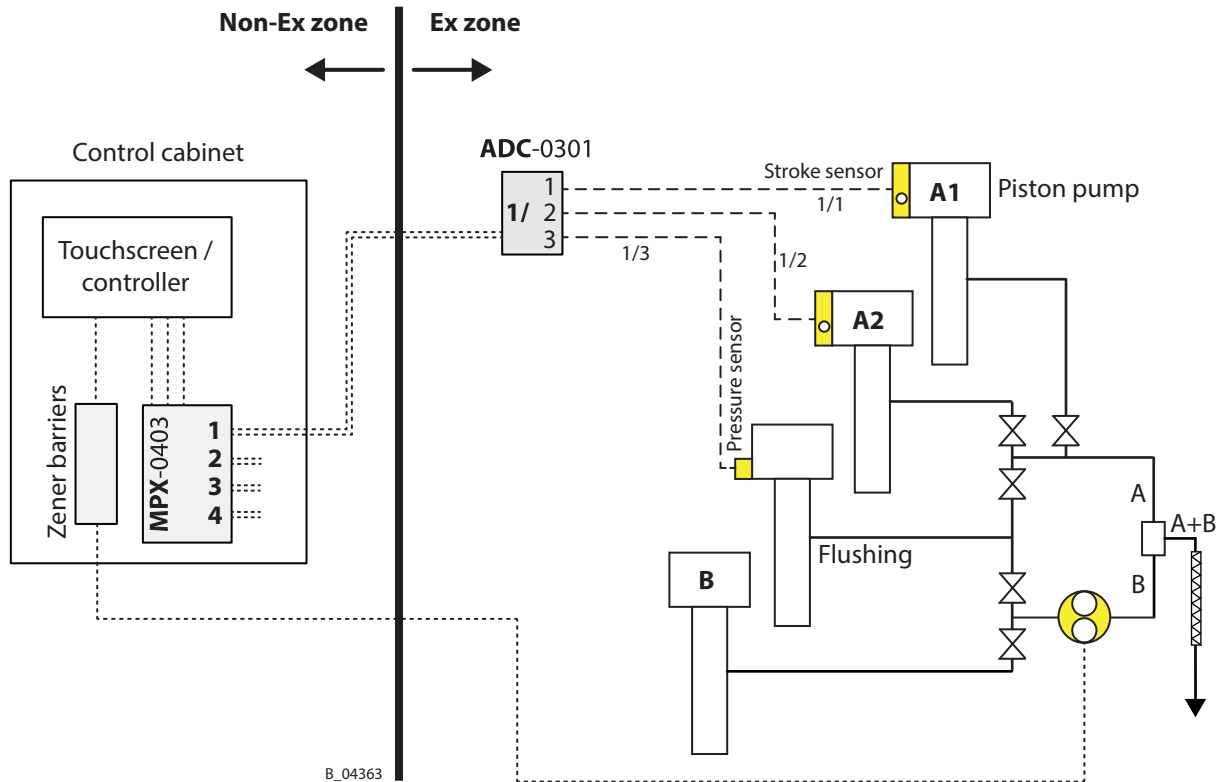 Non-Ex zone
Ex zone
Control cabinet
Touchscreen /
controller
Zener barriers
MPX-0403
1
2
3
4
ADC-0301
1/
1
2
3
Stroke sensor
1/1
A1
Piston pump
1/2
1/3
A2
Pressure sensor
Flushing
B
A
A+B
B
B_04363